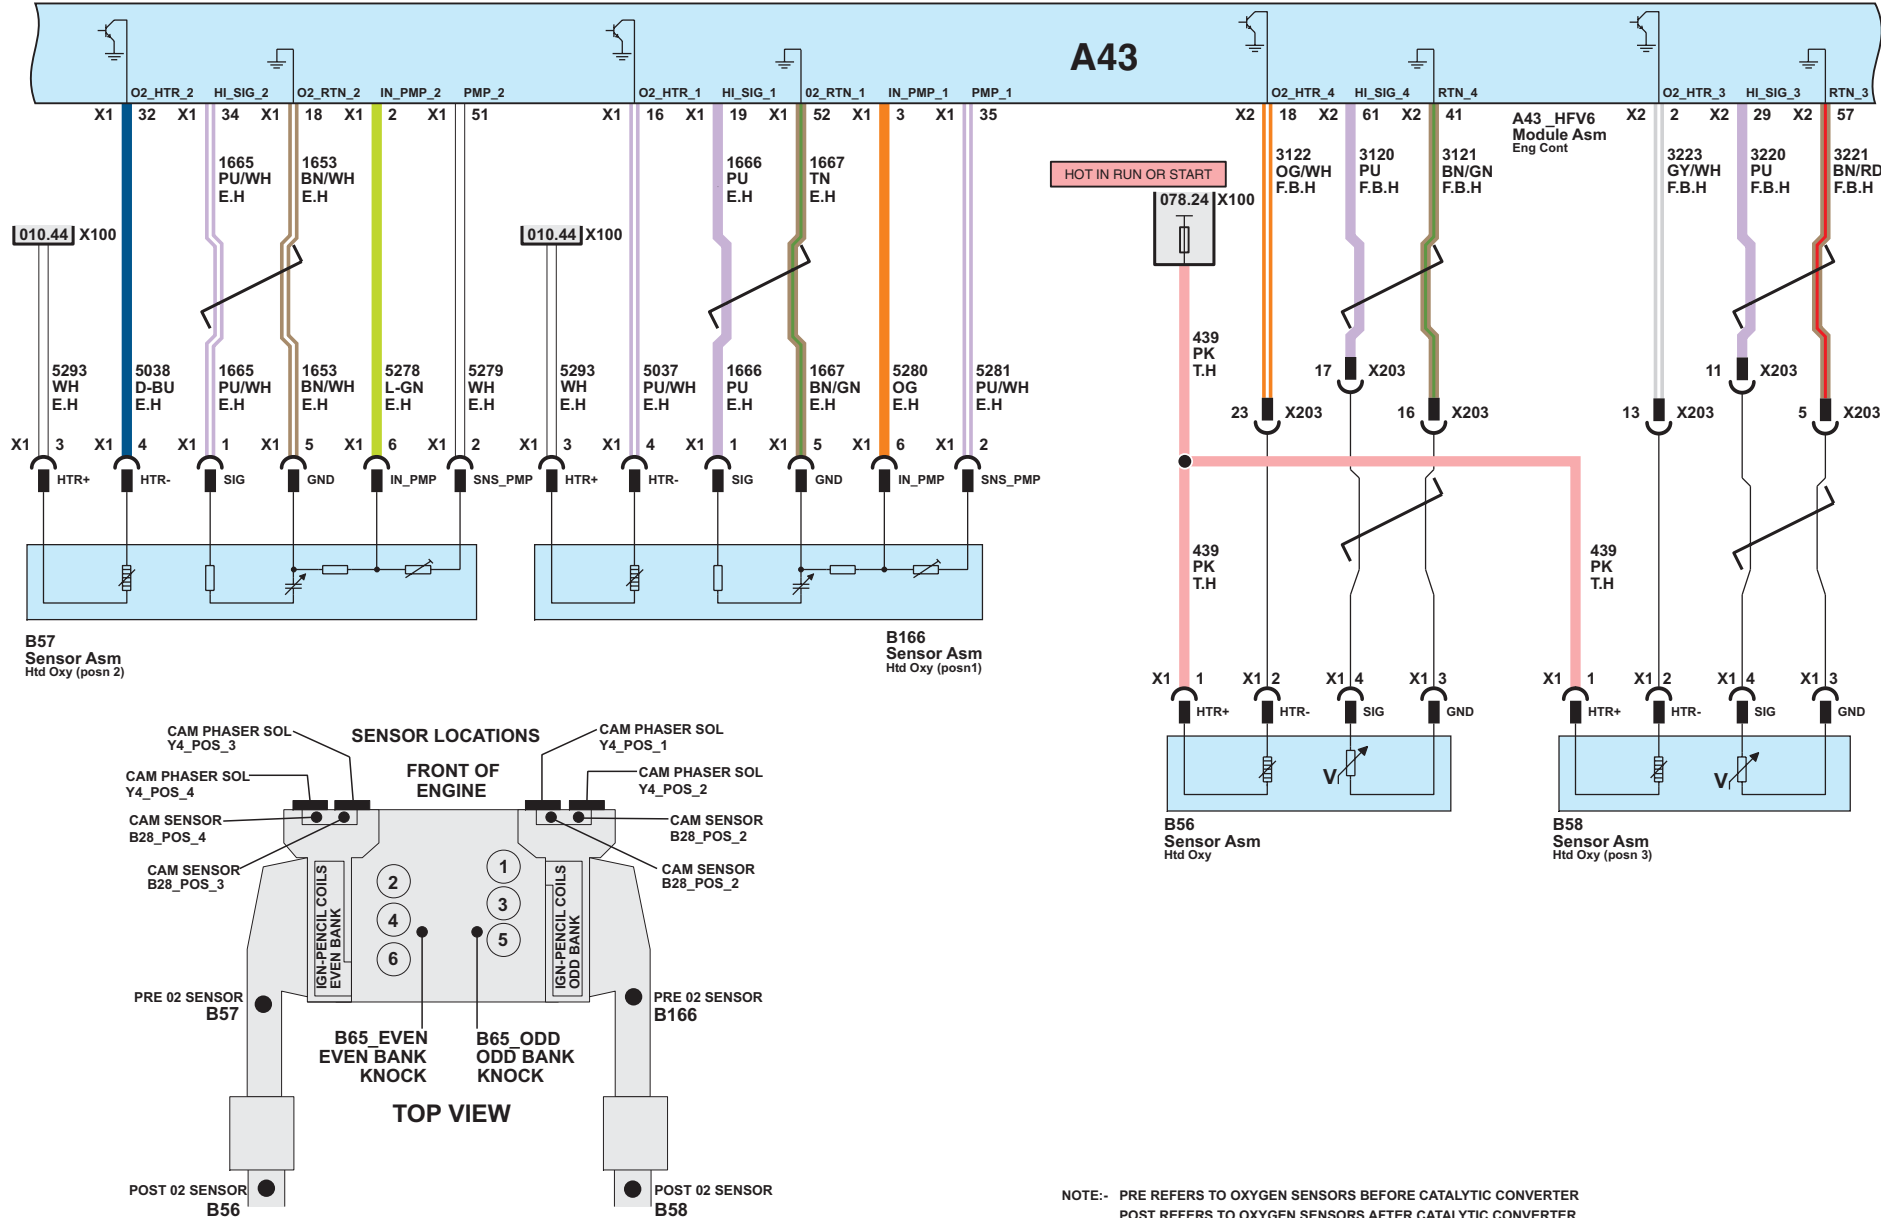 A43
O2_HTR_2 HI_SIG_2 O2_RTN_2 IN_PMP_2 PMP_2
X1 32 X1 34 X1 18 X1 2 X1 51
O2_HTR_1 HI_SIG_1 02_RTN_1 IN_PMP_1 PMP_1
X1 16 X1 19 X1 52 X1 3 X1 35
O2_HTR_4 HI_SIG_4 RTN_4
X2 18 X2 61 X2 41
A43_HFV6
Module Asm
Eng Cont
O2_HTR_3 HI_SIG_3 RTN_3
X2 2 X2 29 X2 57
1665
PU/WH
E.H
1653
BN/WH
E.H
1666
PU
E.H
1667
TN
E.H
HOT IN RUN OR START
078.24 X100
3122
OG/WH
F.B.H
3120
PU
F.B.H
3121
BN/GN
F.B.H
3223
GY/WH
F.B.H
3220
PU
F.B.H
3221
BN/RD
F.B.H
010.44 X100
010.44 X100
5293
WH
E.H
5038
D-BU
E.H
1665
PU/WH
E.H
1653
BN/WH
E.H
5278
L-GN
E.H
5279
WH
E.H
5293
WH
E.H
5037
PU/WH
E.H
1666
PU
E.H
1667
BN/GN
E.H
5280
OG
E.H
5281
PU/WH
E.H
439
PK
T.H
17 X203
23 X203
16 X203
11 X203
13 X203
5 X203
X1 3 X1 4 X1 1 X1 5 X1 6 X1 2
HTR+ HTR- SIG GND IN_PMP SNS_PMP
X1 3 X1 4 X1 1 X1 5 X1 6 X1 2
HTR+ HTR- SIG GND IN_PMP SNS_PMP
439
PK
T.H
439
PK
T.H
B57
Sensor Asm
Htd Oxy (posn 2)
B166
Sensor Asm
Htd Oxy (posn1)
X1 1 X1 2 X1 4 X1 3
HTR+ HTR- SIG GND
X1 1 X1 2 X1 4 X1 3
HTR+ HTR- SIG GND
V
V
B56
Sensor Asm
Htd Oxy
B58
Sensor Asm
Htd Oxy (posn 3)
SENSOR LOCATIONS
FRONT OF
ENGINE
CAM PHASER SOL
Y4_POS_3
CAM PHASER SOL
Y4_POS_1
CAM PHASER SOL
Y4_POS_4
CAM PHASER SOL
Y4_POS_2
CAM SENSOR
B28_POS_4
CAM SENSOR
B28_POS_2
CAM SENSOR
B28_POS_3
CAM SENSOR
B28_POS_2
IGN-PENCIL COILS
EVEN BANK
2
4
6
1
3
5
IGN-PENCIL COILS
ODD BANK
PRE 02 SENSOR
B57
PRE 02 SENSOR
B166
B65_EVEN
EVEN BANK
KNOCK
B65_ODD
ODD BANK
KNOCK
TOP VIEW
POST 02 SENSOR
B56
POST 02 SENSOR
B58
NOTE:- PRE REFERS TO OXYGEN SENSORS BEFORE CATALYTIC CONVERTER
POST REFERS TO OXYGEN SENSORS AFTER CATALYTIC CONVERTER